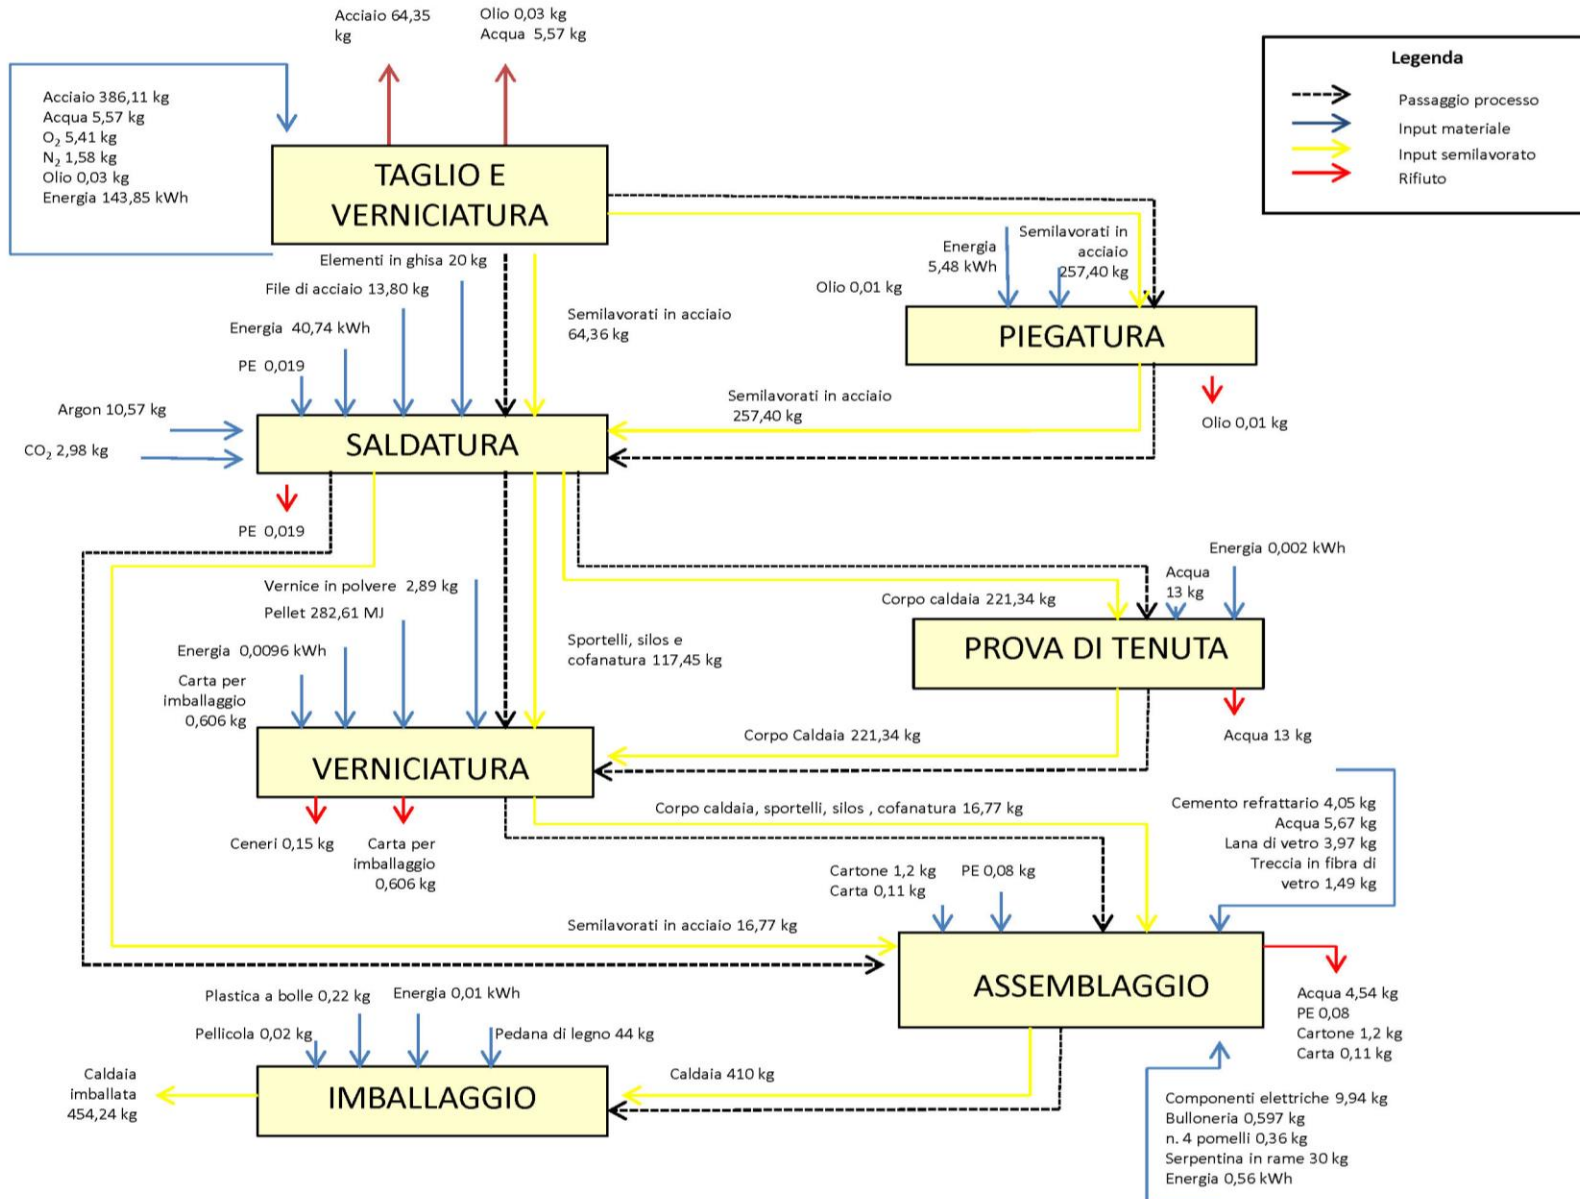 Acciaio 64,35
kg
Olio 0,03 kg
Acqua 5,57 kg
Legenda
Passaggio processo
Input materiale
Input semilavorato
Rifiuto
Acciaio 386,11 kg
Acqua 5,57 kg
O2 5,41 kg
N2 1,58 kg
Olio 0,03 kg
Energia 143,85 kWh
TAGLIO E
VERNICIATURA
Elementi in ghisa 20 kg
File di acciaio 13,80 kg
Energia 40,74 kWh
PE 0,019
Argon 10,57 kg
CO2 2,98 kg
Semilavorati in acciaio
64,36 kg
Energia
5,48 kWh
Semilavorati in
acciaio
257,40 kg
Olio 0,01 kg
PIEGATURA
Semilavorati in acciaio
257,40 kg
Olio 0,01 kg
SALDATURA
PE 0,019
Vernice in polvere 2,89 kg
Pellet 282,61 MJ
Energia 0,0096 kWh
Carta per
imballaggio
0,606 kg
Sportelli, silos e
cofanatura 117,45 kg
Energia 0,002 kWh
Acqua
13 kg
Corpo caldaia 221,34 kg
PROVA DI TENUTA
Acqua 13 kg
Corpo Caldaia 221,34 kg
VERNICIATURA
Ceneri 0,15 kg
Carta per
imballaggio
0,606 kg
Corpo caldaia, sportelli, silos , cofanatura 16,77 kg
Cemento refrattario 4,05 kg
Acqua 5,67 kg
Lana di vetro 3,97 kg
Treccia in fibra di
vetro 1,49 kg
Cartone 1,2 kg
Carta 0,11 kg
PE 0,08 kg
Semilavorati in acciaio 16,77 kg
ASSEMBLAGGIO
Acqua 4,54 kg
PE 0,08
Cartone 1,2 kg
Carta 0,11 kg
Plastica a bolle 0,22 kg
Energia 0,01 kWh
Pellicola 0,02 kg
Pedana di legno 44 kg
Caldaia
imballata
454,24 kg
IMBALLAGGIO
Caldaia 410 kg
Componenti elettriche 9,94 kg
Bulloneria 0,597 kg
n. 4 pomelli 0,36 kg
Serpentina in rame 30 kg
Energia 0,56 kWh